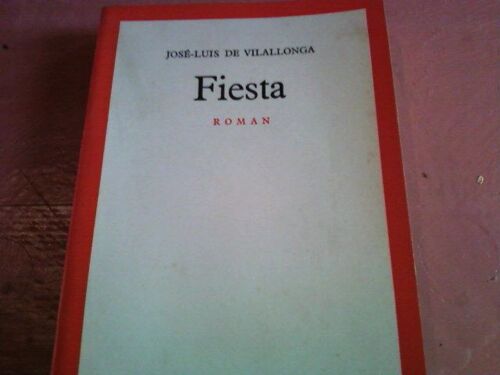 JOSÉ-LUIS DE VILALLONGA
Fiesta
ROMAN